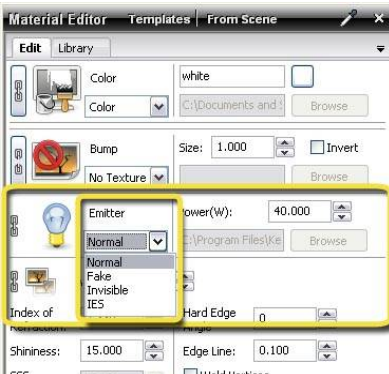 Material Editor Templates From Scene
Edit Library
Color white
Color C:\Documents and Browse
Bump Size: 1.000 Invert
No Texture Browse
Emitter Power(W): 40.000
Normal C:\Program Files\Ke Browse
Normal
Fake
Invisible
IES
Index of Hard Edge 0
Refraction: Angle
Shininess: 15.000 Edge Line: 0.100